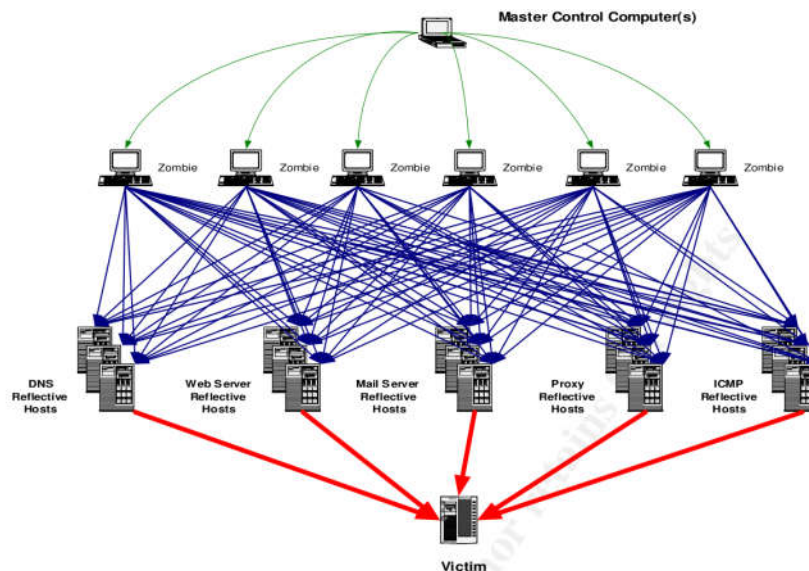 Master Control Computer(s)
Zombie
Zombie
Zombie
Zombie
Zombie
Zombie
DNS
Reflective
Hosts
Web Server
Reflective
Hosts
Mail Server
Reflective
Hosts
Proxy
Reflective
Hosts
ICMP
Reflective
Hosts
Victim